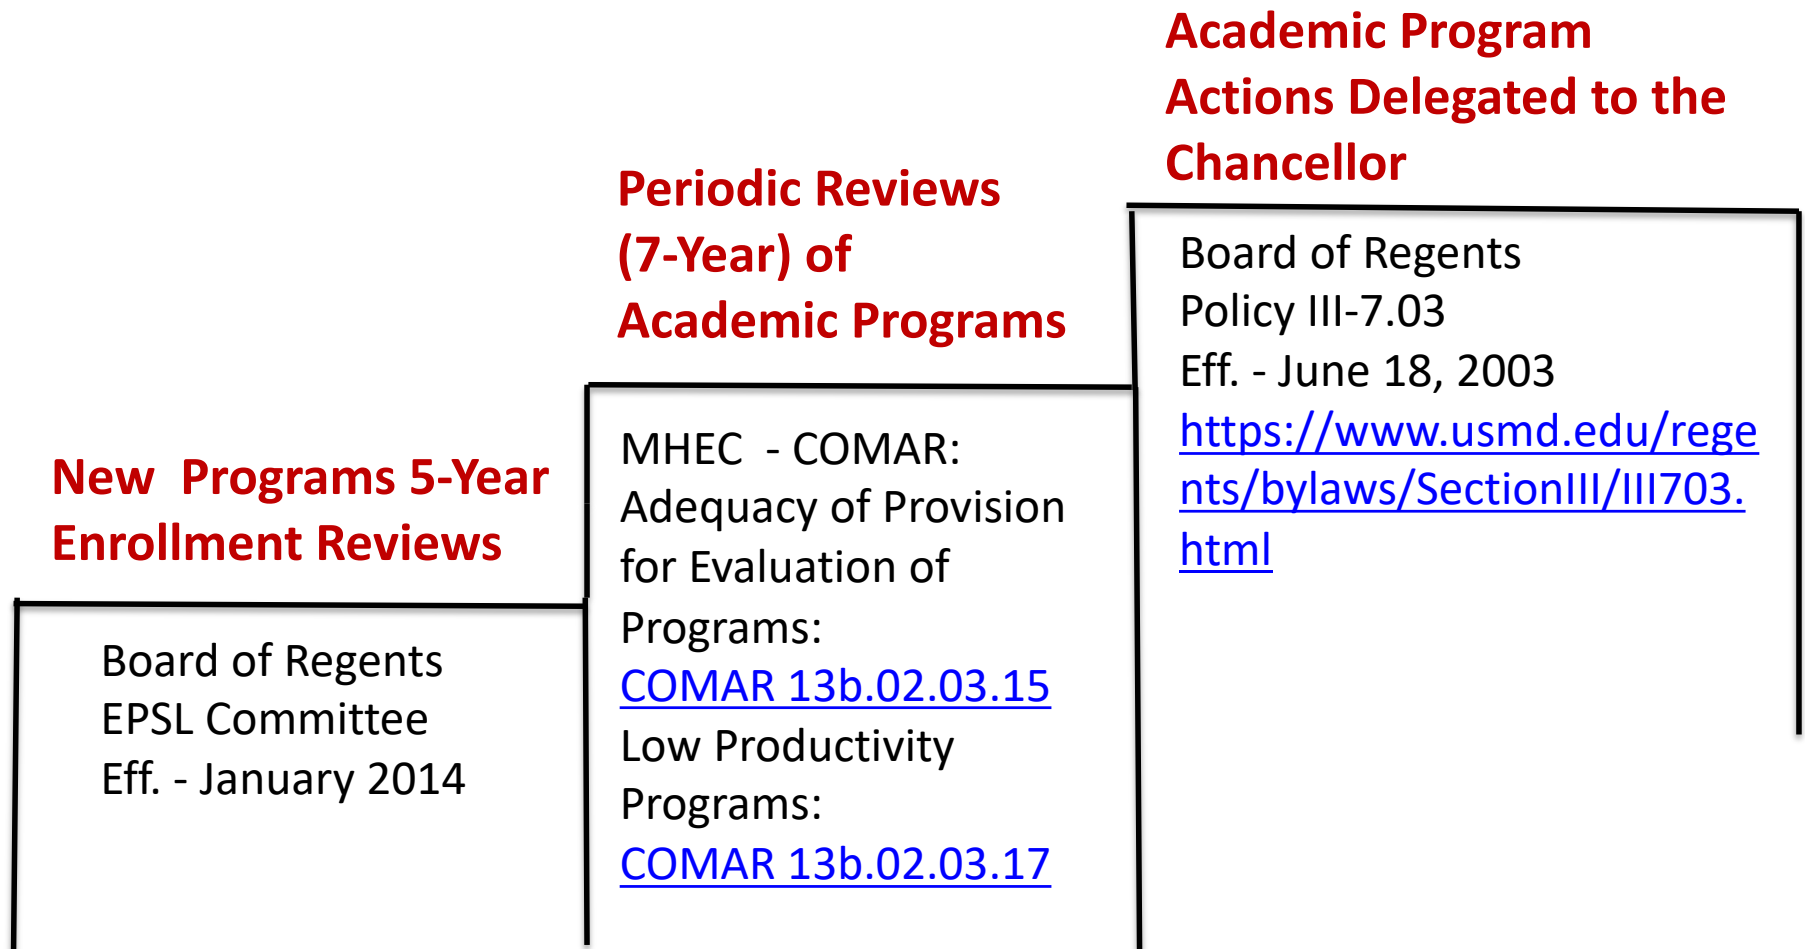 New  Programs 5-Year
Enrollment Reviews
Board of Regents
EPSL Committee
Eff. - January 2014
Periodic Reviews
(7-Year) of
Academic Programs
MHEC  - COMAR:
Adequacy of Provision
for Evaluation of
Programs:
COMAR 13b.02.03.15
Low Productivity
Programs:
COMAR 13b.02.03.17
Academic Program
Actions Delegated to the
Chancellor
Board of Regents
Policy III-7.03
Eff. - June 18, 2003
https://www.usmd.edu/rege
nts/bylaws/SectionIII/III703.
html